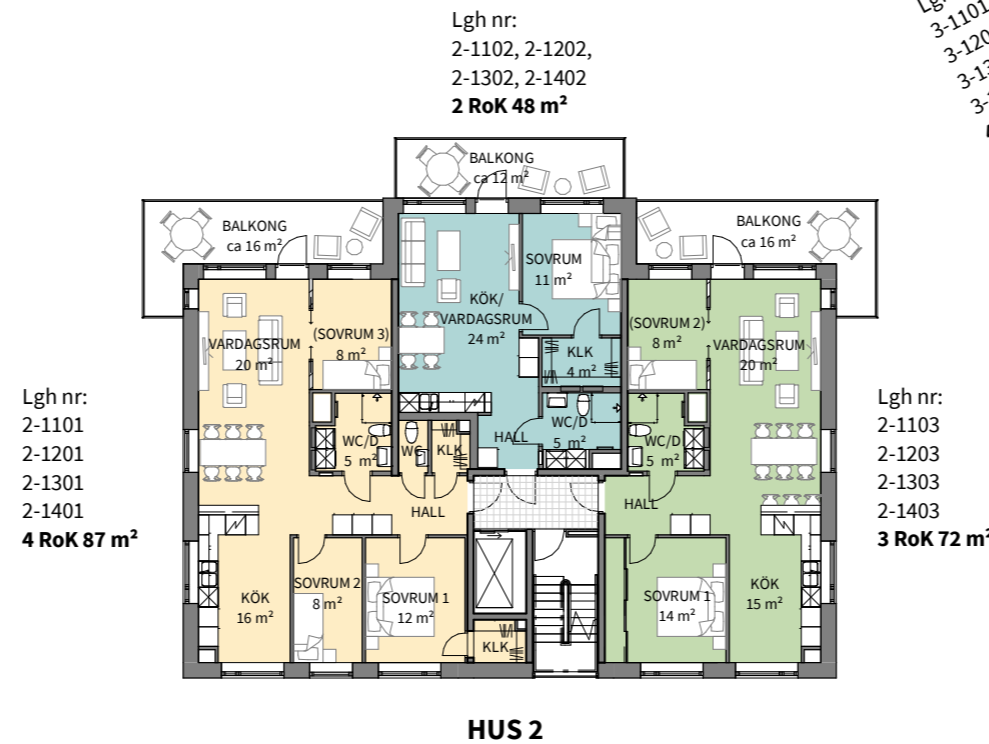 Lgh nr:
2-1102, 2-1202,
2-1302, 2-1402
2 RoK 48 m²
3-1101
BALKONG
ca 12 m²
BALKONG
ca 16 m²
BALKONG
ca 16 m²
SOVRUM
11 m²
KÖK/
VARDAGSRUM
24 m²
KLK
4 m²
WC/D
5 m²
HALL
VARDAGSRUM
20 m²
(SOVRUM 3)
8 m²
WC/D
5 m²
WC
KLK
HALL
KÖK
16 m²
SOVRUM 2
8 m²
SOVRUM 1
12 m²
KLK
(SOVRUM 2)
8 m²
VARDAGSRUM
20 m²
WC/D
5 m²
HALL
SOVRUM 1
14 m²
KÖK
15 m²
Lgh nr:
2-1101
2-1201
2-1301
2-1401
4 RoK 87 m²
Lgh nr:
2-1103
2-1203
2-1303
2-1403
3 RoK 72 m²
HUS 2